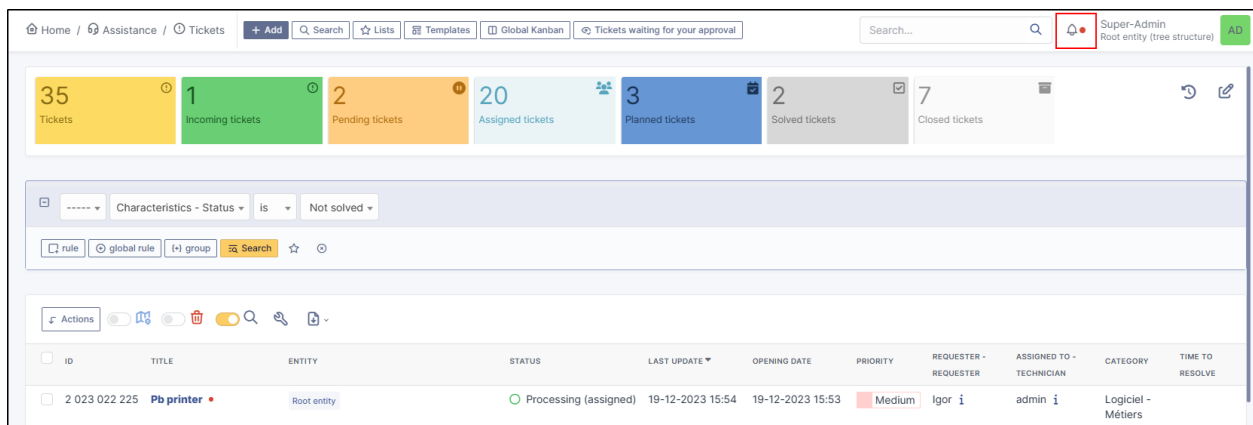 Home / Assistance / Tickets + Add Search Lists Templates Global Kanban Tickets waiting for your approval Search... Super-Admin AD
Root entity (tree structure)
35 1 2 20 3 2 7
Tickets Incoming tickets Pending tickets Assigned tickets Planned tickets Solved tickets Closed tickets
----- Characteristics - Status is Not solved
rule global rule (+) group Search
Actions
ID TITLE ENTITY STATUS LAST UPDATE OPENING DATE PRIORITY REQUESTER - REQUESTER ASSIGNED TO - TECHNICIAN CATEGORY TIME TO RESOLVE
2 023 022 225 Pb printer Root entity Processing (assigned) 19-12-2023 15:54 19-12-2023 15:53 Medium Igor i admin i Logiciel - Métiers